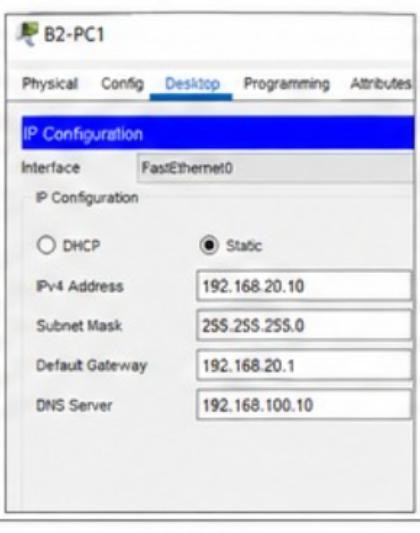 B2-PC1
Physical Config Desktop Programming Attributes
IP Configuration
Interface FastEthernet0
IP Configuration
DHCP Static
IPv4 Address 192.168.20.10
Subnet Mask 255.255.255.0
Default Gateway 192.168.20.1
DNS Server 192.168.100.10